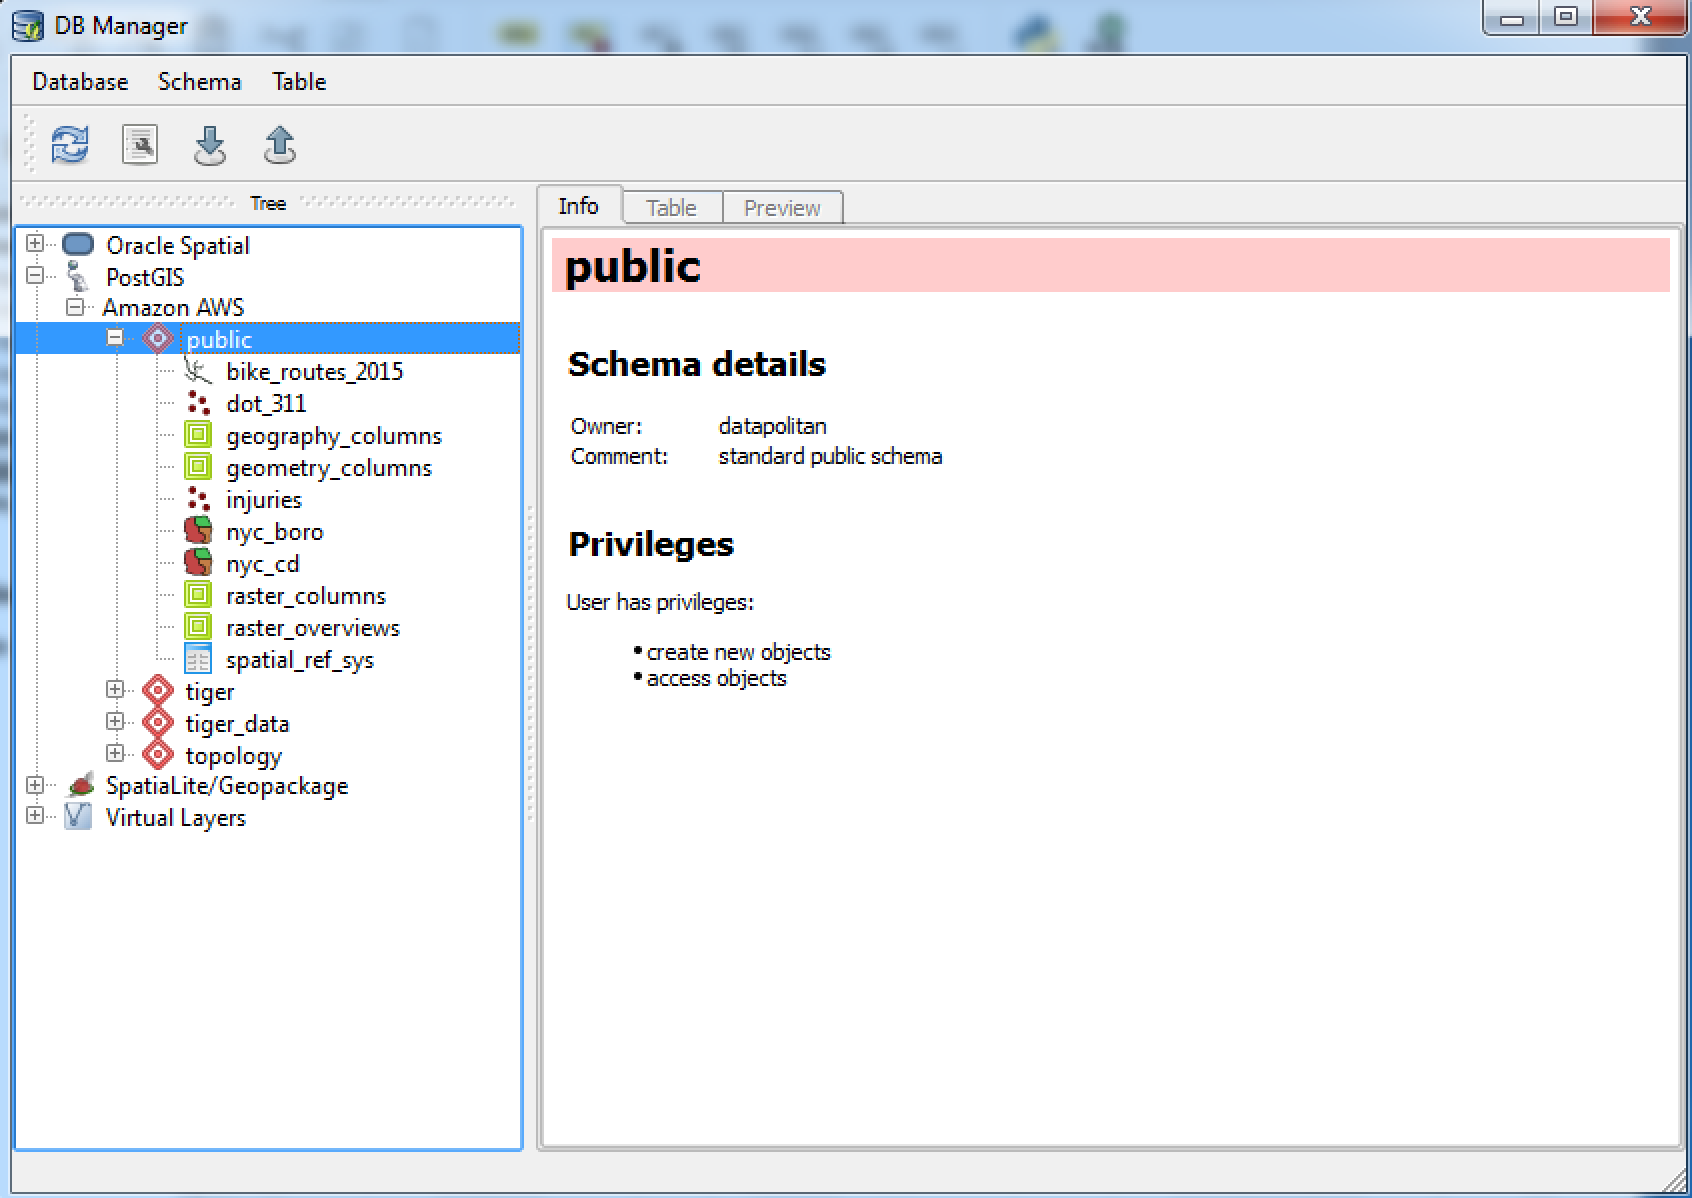 DB Manager
Database Schema Table
Tree
Info Table Preview
Oracle Spatial
PostGIS
Amazon AWS
public
bike_routes_2015
dot_311
geography_columns
geometry_columns
injuries
nyc_boro
nyc_cd
raster_columns
raster_overviews
spatial_ref_sys
tiger
tiger_data
topology
SpatiaLite/Geopackage
Virtual Layers
public
Schema details
Owner: datapolitan
Comment: standard public schema
Privileges
User has privileges:
• create new objects
• access objects